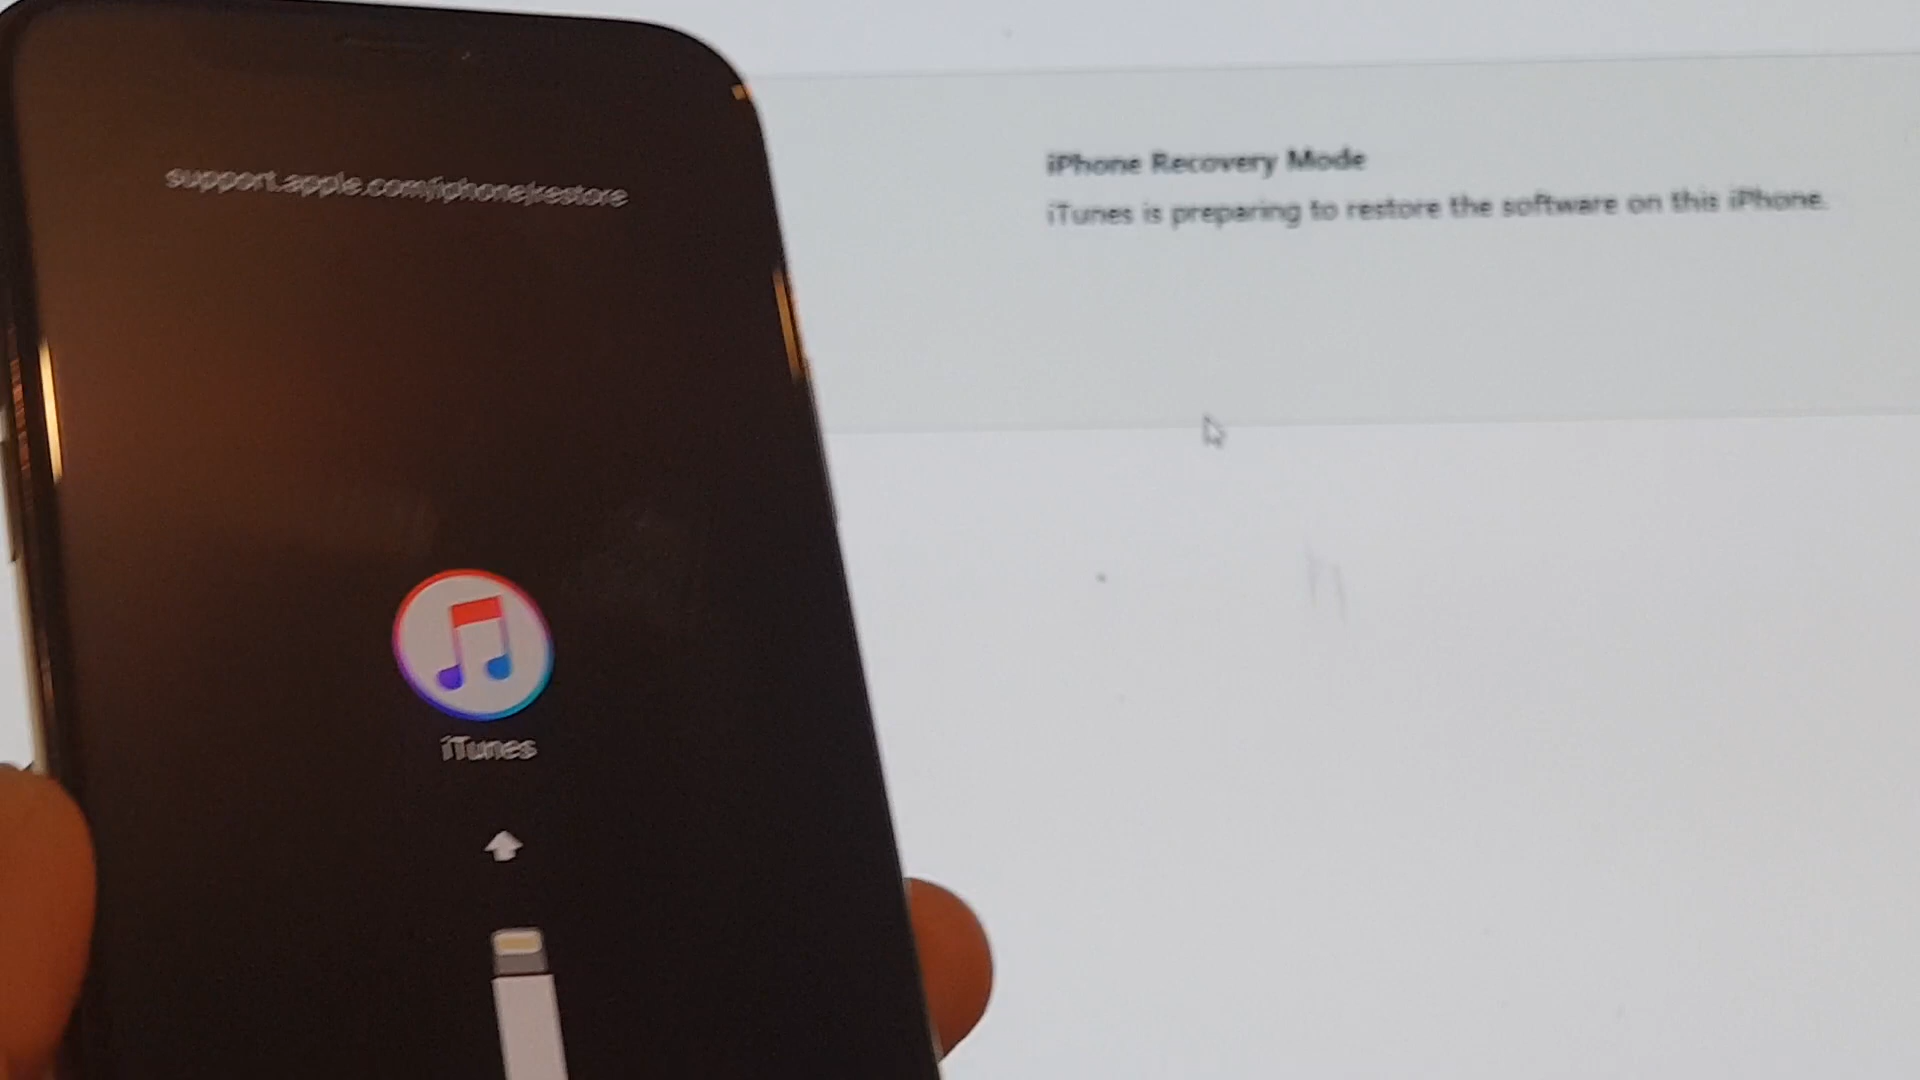 support.apple.com/iphone/restore
iTunes
iPhone Recovery Mode
iTunes is preparing to restore the software on this iPhone.